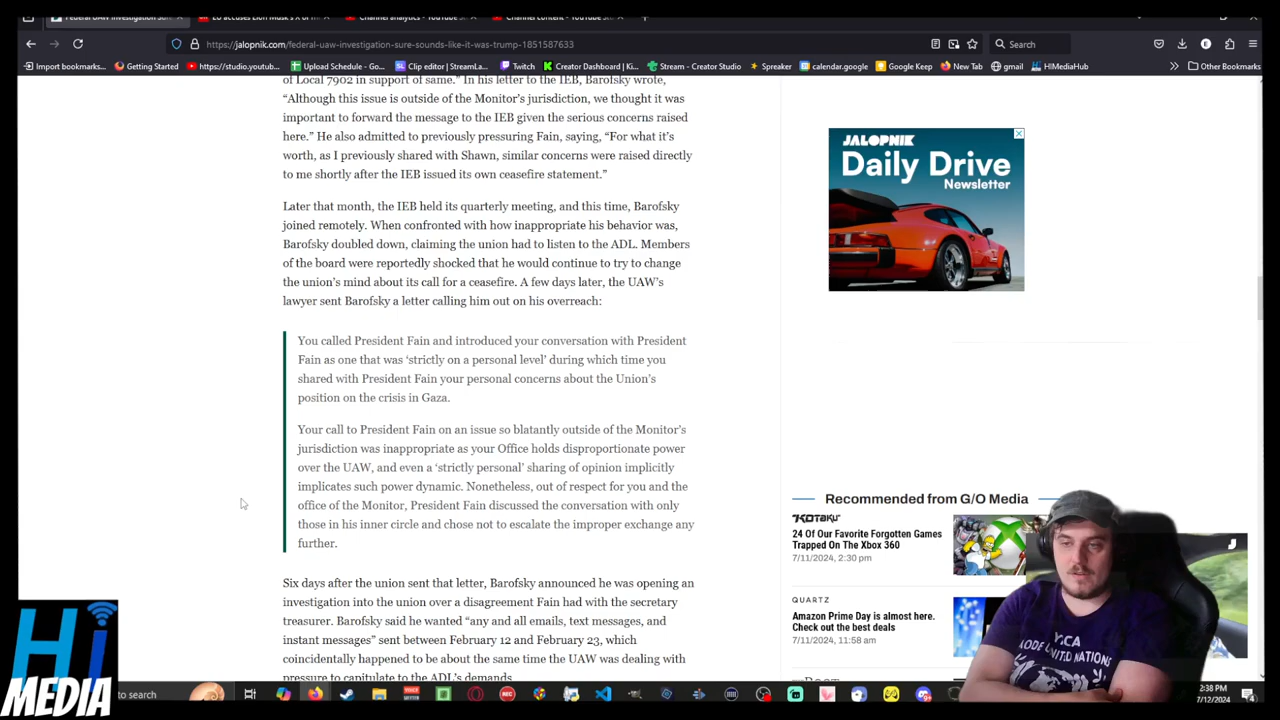 https://jalopnik.com/federal-uaw-investigation-sure-sounds-like-it-was-trump-1851587633
Search
Import bookmarks...
Getting Started
https://studio.youtub...
Upload Schedule - Go...
Clip editor | StreamLa...
Twitch
Creator Dashboard | Ki...
Stream - Creator Studio
Spreaker
calendar.google
Google Keep
New Tab
gmail
HIMediaHub
Other Bookmarks
of Local 7902 in support of same.” In his letter to the IEB, Barofsky wrote,
“Although this issue is outside of the Monitor’s jurisdiction, we thought it was
important to forward the message to the IEB given the serious concerns raised
here.” He also admitted to previously pressuring Fain, saying, “For what it’s
worth, as I previously shared with Shawn, similar concerns were raised directly
to me shortly after the IEB issued its own ceasefire statement.”
Later that month, the IEB held its quarterly meeting, and this time, Barofsky
joined remotely. When confronted with how inappropriate his behavior was,
Barofsky doubled down, claiming the union had to listen to the ADL. Members
of the board were reportedly shocked that he would continue to try to change
the union’s mind about its call for a ceasefire. A few days later, the UAW’s
lawyer sent Barofsky a letter calling him out on his overreach:
You called President Fain and introduced your conversation with President
Fain as one that was ‘strictly on a personal level’ during which time you
shared with President Fain your personal concerns about the Union’s
position on the crisis in Gaza.
Your call to President Fain on an issue so blatantly outside of the Monitor’s
jurisdiction was inappropriate as your Office holds disproportionate power
over the UAW, and even a ‘strictly personal’ sharing of opinion implicitly
implicates such power dynamic. Nonetheless, out of respect for you and the
office of the Monitor, President Fain discussed the conversation with only
those in his inner circle and chose not to escalate the improper exchange any
further.
Six days after the union sent that letter, Barofsky announced he was opening an
investigation into the union over a disagreement Fain had with the secretary
treasurer. Barofsky said he wanted “any and all emails, text messages, and
instant messages” sent between February 12 and February 23, which
coincidentally happened to be about the same time the UAW was dealing with
pressure to capitulate to the ADL’s demands.
JALOPNIK
Daily Drive
Newsletter
Recommended from G/O Media
KOTAKU
24 Of Our Favorite Forgotten Games
Trapped On The Xbox 360
7/11/2024, 2:30 pm
QUARTZ
Amazon Prime Day is almost here.
Check out the best deals
7/11/2024, 11:58 am
Hi
MEDIA
to search
2:38 PM
7/12/2024